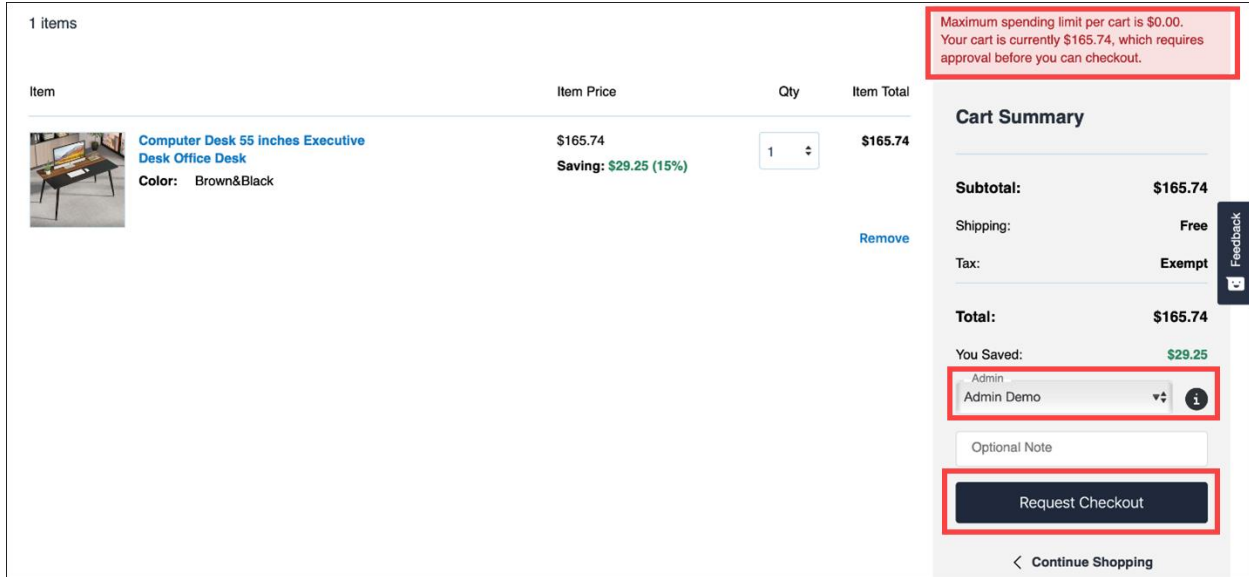 1 items
Maximum spending limit per cart is $0.00.
Your cart is currently $165.74, which requires
approval before you can checkout.
Item Item Price Qty Item Total
Computer Desk 55 inches Executive
Desk Office Desk
Color: Brown&Black
$165.74
Saving: $29.25 (15%)
1
$165.74
Remove
Cart Summary
Subtotal: $165.74
Shipping: Free
Tax: Exempt
Total: $165.74
You Saved: $29.25
Admin
Admin Demo
i
Optional Note
Request Checkout
Continue Shopping
Feedback